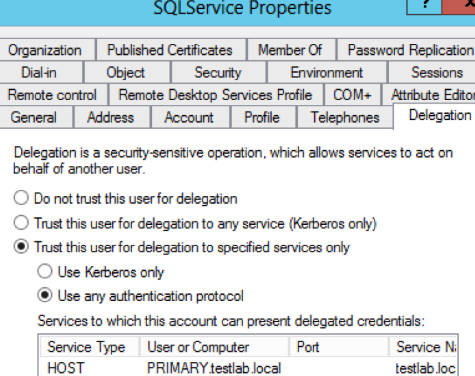 SQLService Properties ? x
Organization Published Certificates Member Of Password Replication
Dial-in Object Security Environment Sessions
Remote control Remote Desktop Services Profile COM+ Attribute Editor
General Address Account Profile Telephones Delegation
Delegation is a security-sensitive operation, which allows services to act on
behalf of another user.
Do not trust this user for delegation
Trust this user for delegation to any service (Kerberos only)
Trust this user for delegation to specified services only
Use Kerberos only
Use any authentication protocol
Services to which this account can present delegated credentials:
Service Type User or Computer Port Service Na
HOST PRIMARY.testlab.local testlab.loc